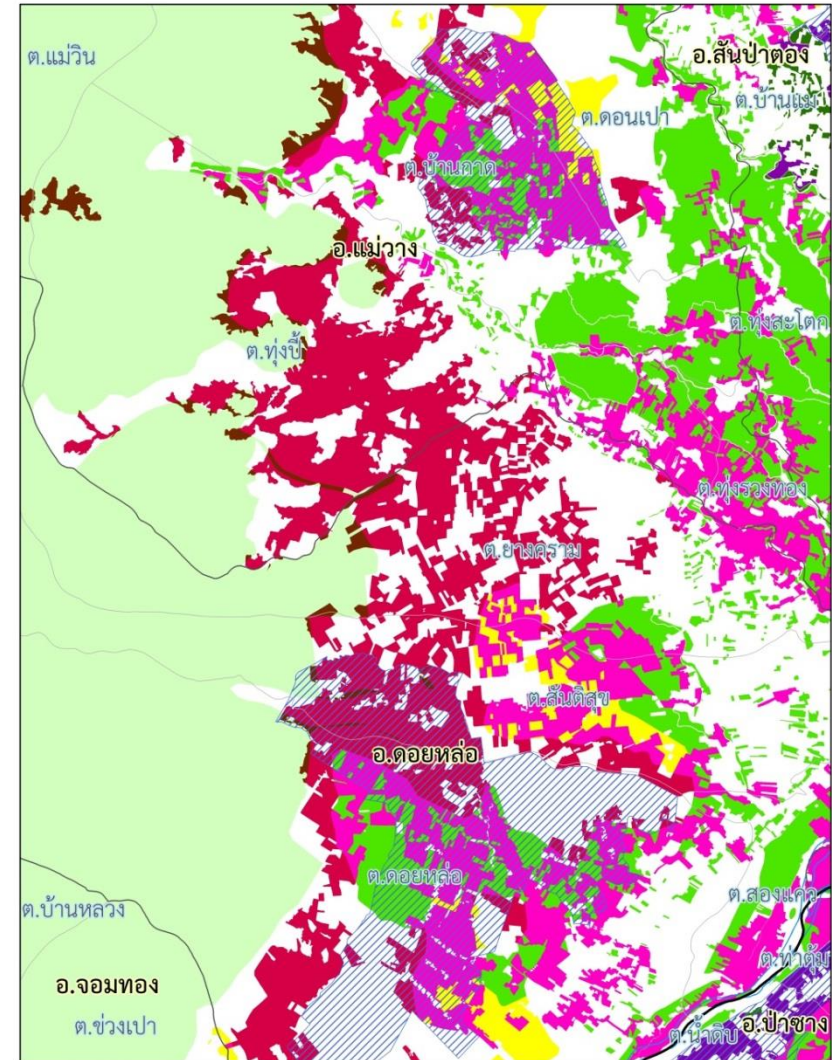 ต.แม่วิน
อ.สันป่าตอง
ต.บ้านแม
ต.ดอนเปา
ต.บ้านกาด
อ.แม่วาง
ต.ทุ่งสะโตก
ต.ทุ่งปี้
ต.ทุ่งรวงทอง
ต.ยางคราม
ต.สันติสุข
อ.ดอยหล่อ
ต.ดอยหล่อ
ต.สองแคว
ต.บ้านหลวง
ต.ท่าตุ้ม
อ.จอมทอง
ต.ข่วงเปา
ต.น้ำดิบ
อ.ป่าซาง